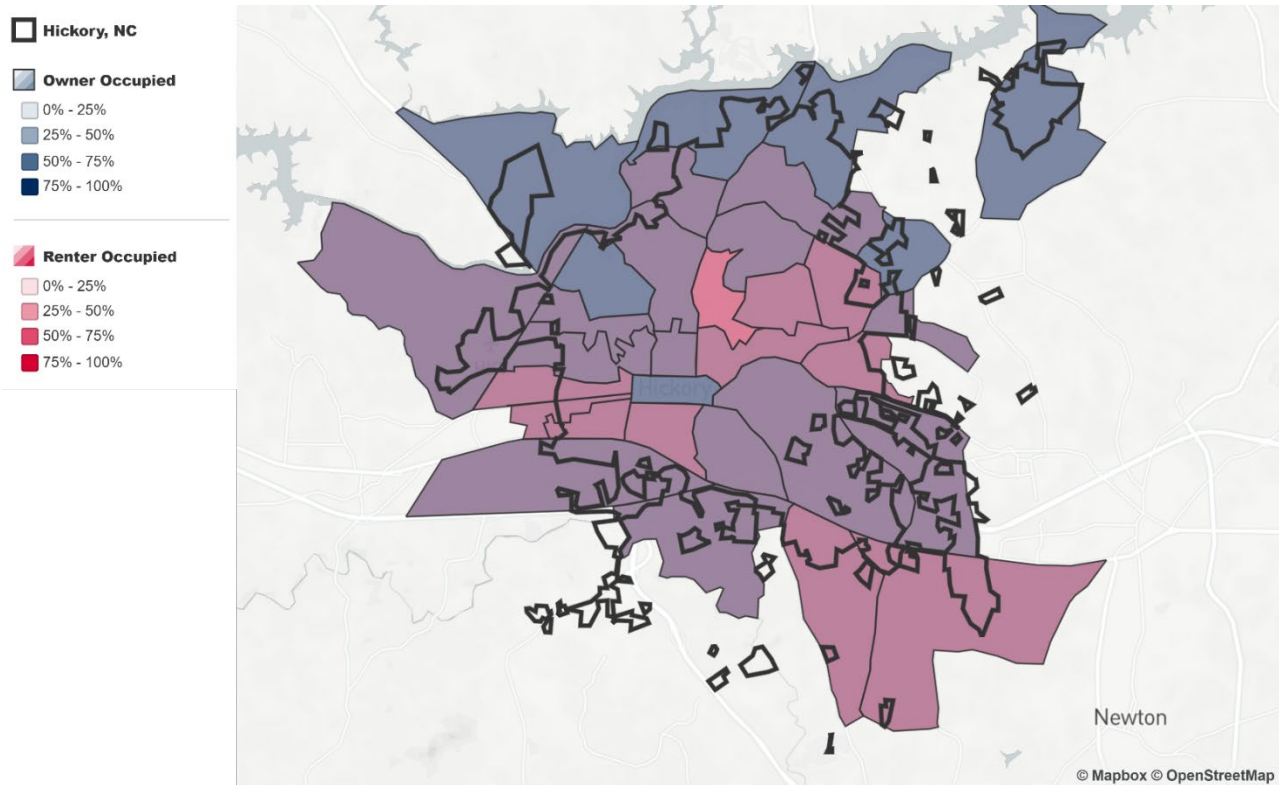 Hickory, NC
Owner Occupied
0% - 25%
25% - 50%
50% - 75%
75% - 100%
Renter Occupied
0% - 25%
25% - 50%
50% - 75%
75% - 100%
Hickory
Newton
© Mapbox © OpenStreetMap